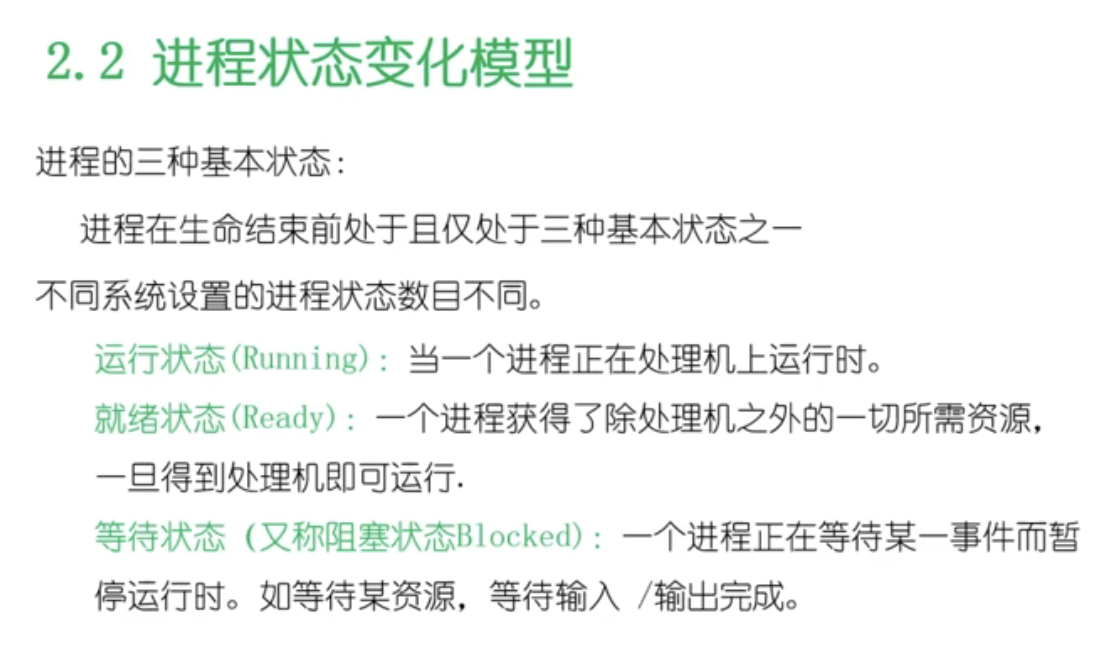 2.2 进程状态变化模型
进程的三种基本状态：
进程在生命结束前处于且仅处于三种基本状态之一
不同系统设置的进程状态数目不同。
运行状态(Running)：当一个进程正在处理机上运行时。
就绪状态(Ready)：一个进程获得了除处理机之外的一切所需资源，
一旦得到处理机即可运行.
等待状态（又称阻塞状态Blocked)：一个进程正在等待某一事件而暂
停运行时。如等待某资源，等待输入 /输出完成。